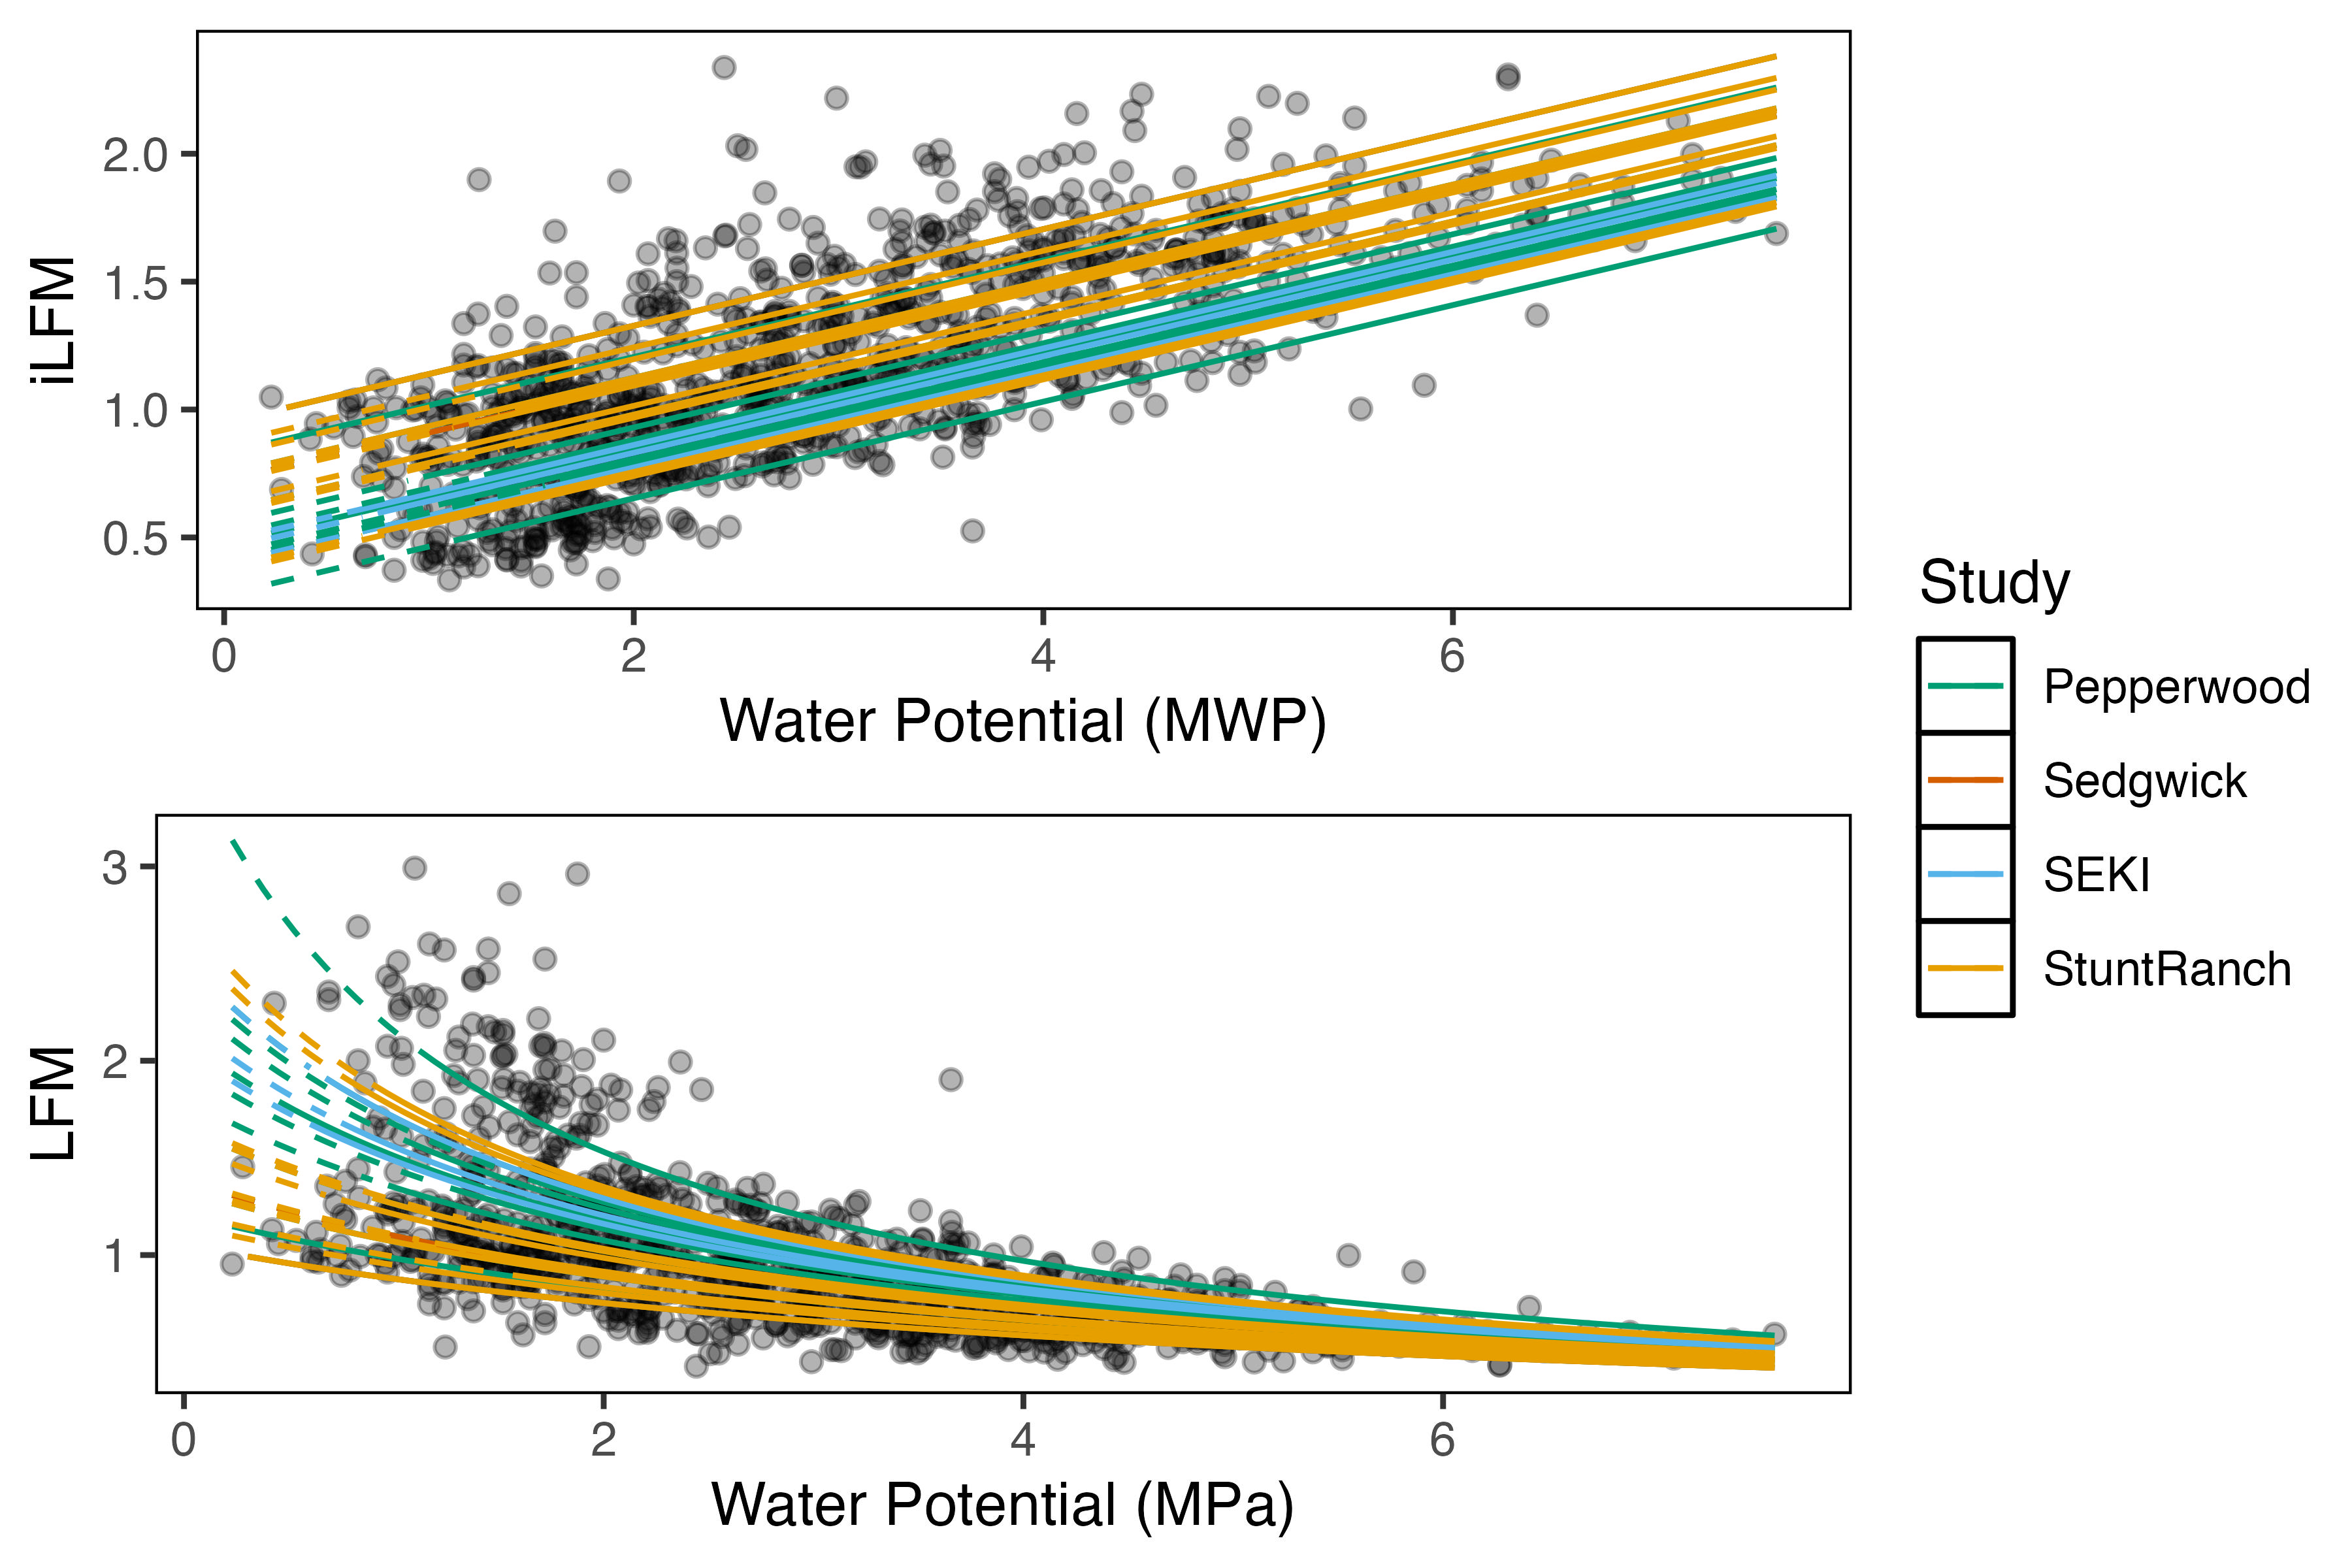 iLFM
2.0
1.5
1.0
0.5
0 2 4 6
Water Potential (MWP)
LFM
3
2
1
0 2 4 6
Water Potential (MPa)
Study
Pepperwood
Sedgwick
SEKI
StuntRanch